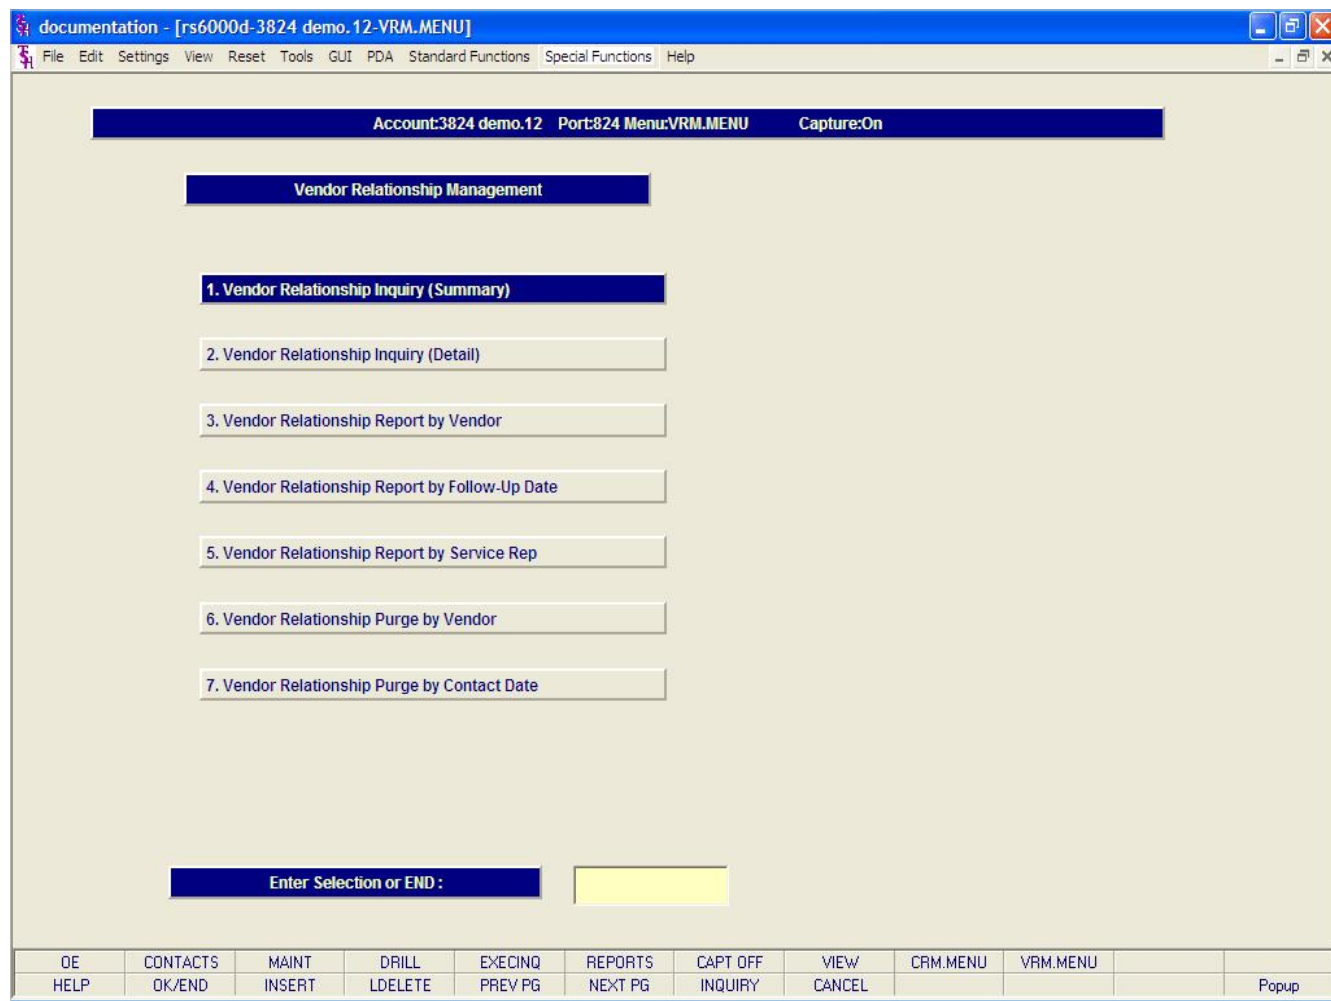 documentation - [rs6000d-3824 demo.12-VRM.MENU]
File Edit Settings View Reset Tools GUI PDA Standard Functions Special Functions Help
Account:3824 demo.12 Port:824 Menu:VRM.MENU Capture:On
Vendor Relationship Management
1. Vendor Relationship Inquiry (Summary)
2. Vendor Relationship Inquiry (Detail)
3. Vendor Relationship Report by Vendor
4. Vendor Relationship Report by Follow-Up Date
5. Vendor Relationship Report by Service Rep
6. Vendor Relationship Purge by Vendor
7. Vendor Relationship Purge by Contact Date
Enter Selection or END :
OE CONTACTS MAINT DRILL EXECINQ REPORTS CAPT OFF VIEW CRM.MENU VRM.MENU
HELP OK/END INSERT LDELETE PREV PG NEXT PG INQUIRY CANCEL Popup